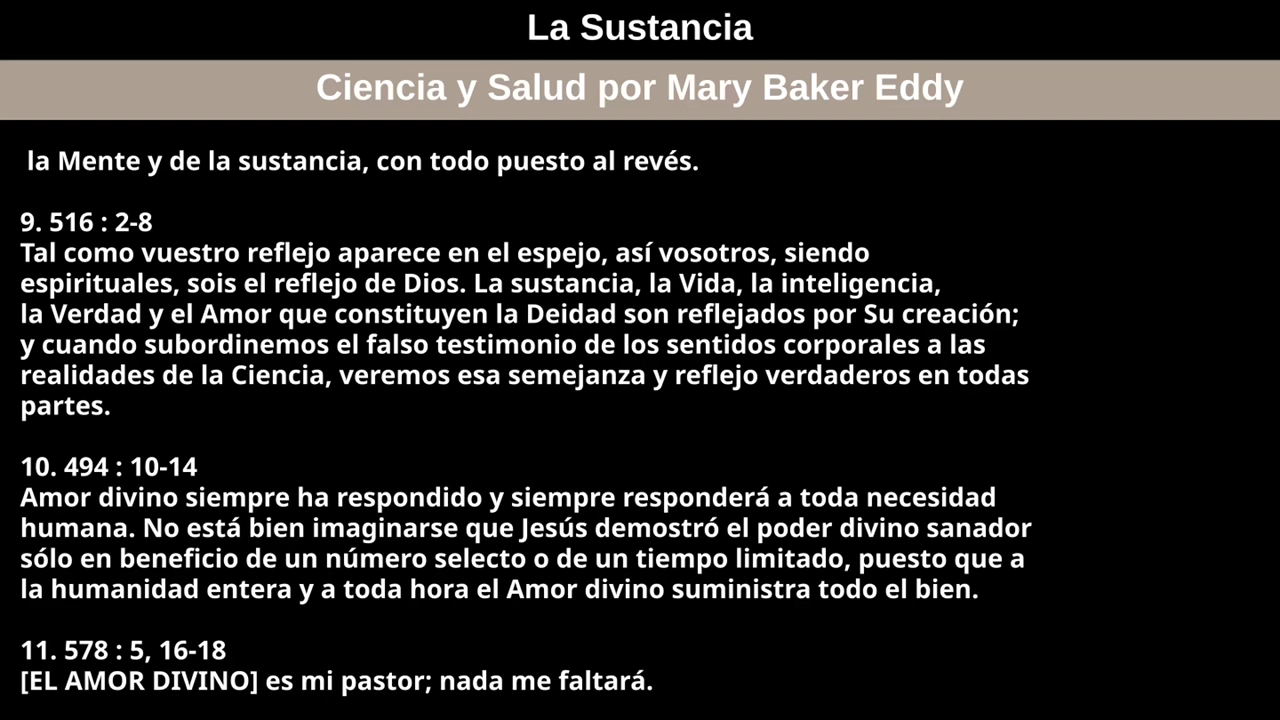 La Sustancia
Ciencia y Salud por Mary Baker Eddy
la Mente y de la sustancia, con todo puesto al revés.
9. 516 : 2-8
Tal como vuestro reflejo aparece en el espejo, así vosotros, siendo
espirituales, sois el reflejo de Dios. La sustancia, la Vida, la inteligencia,
la Verdad y el Amor que constituyen la Deidad son reflejados por Su creación;
y cuando subordinemos el falso testimonio de los sentidos corporales a las
realidades de la Ciencia, veremos esa semejanza y reflejo verdaderos en todas
partes.
10. 494 : 10-14
Amor divino siempre ha respondido y siempre responderá a toda necesidad
humana. No está bien imaginarse que Jesús demostró el poder divino sanador
sólo en beneficio de un número selecto o de un tiempo limitado, puesto que a
la humanidad entera y a toda hora el Amor divino suministra todo el bien.
11. 578 : 5, 16-18
[EL AMOR DIVINO] es mi pastor; nada me faltará.